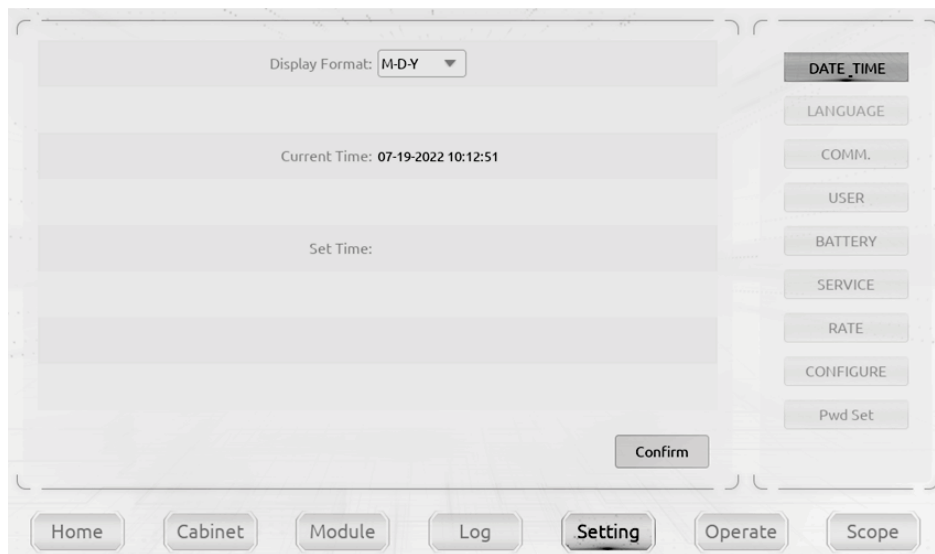 Display Format: M-D-Y
Current Time: 07-19-2022 10:12:51
Set Time:
Confirm
DATE_TIME
LANGUAGE
COMM.
USER
BATTERY
SERVICE
RATE
CONFIGURE
Pwd Set
Home Cabinet Module Log Setting Operate Scope